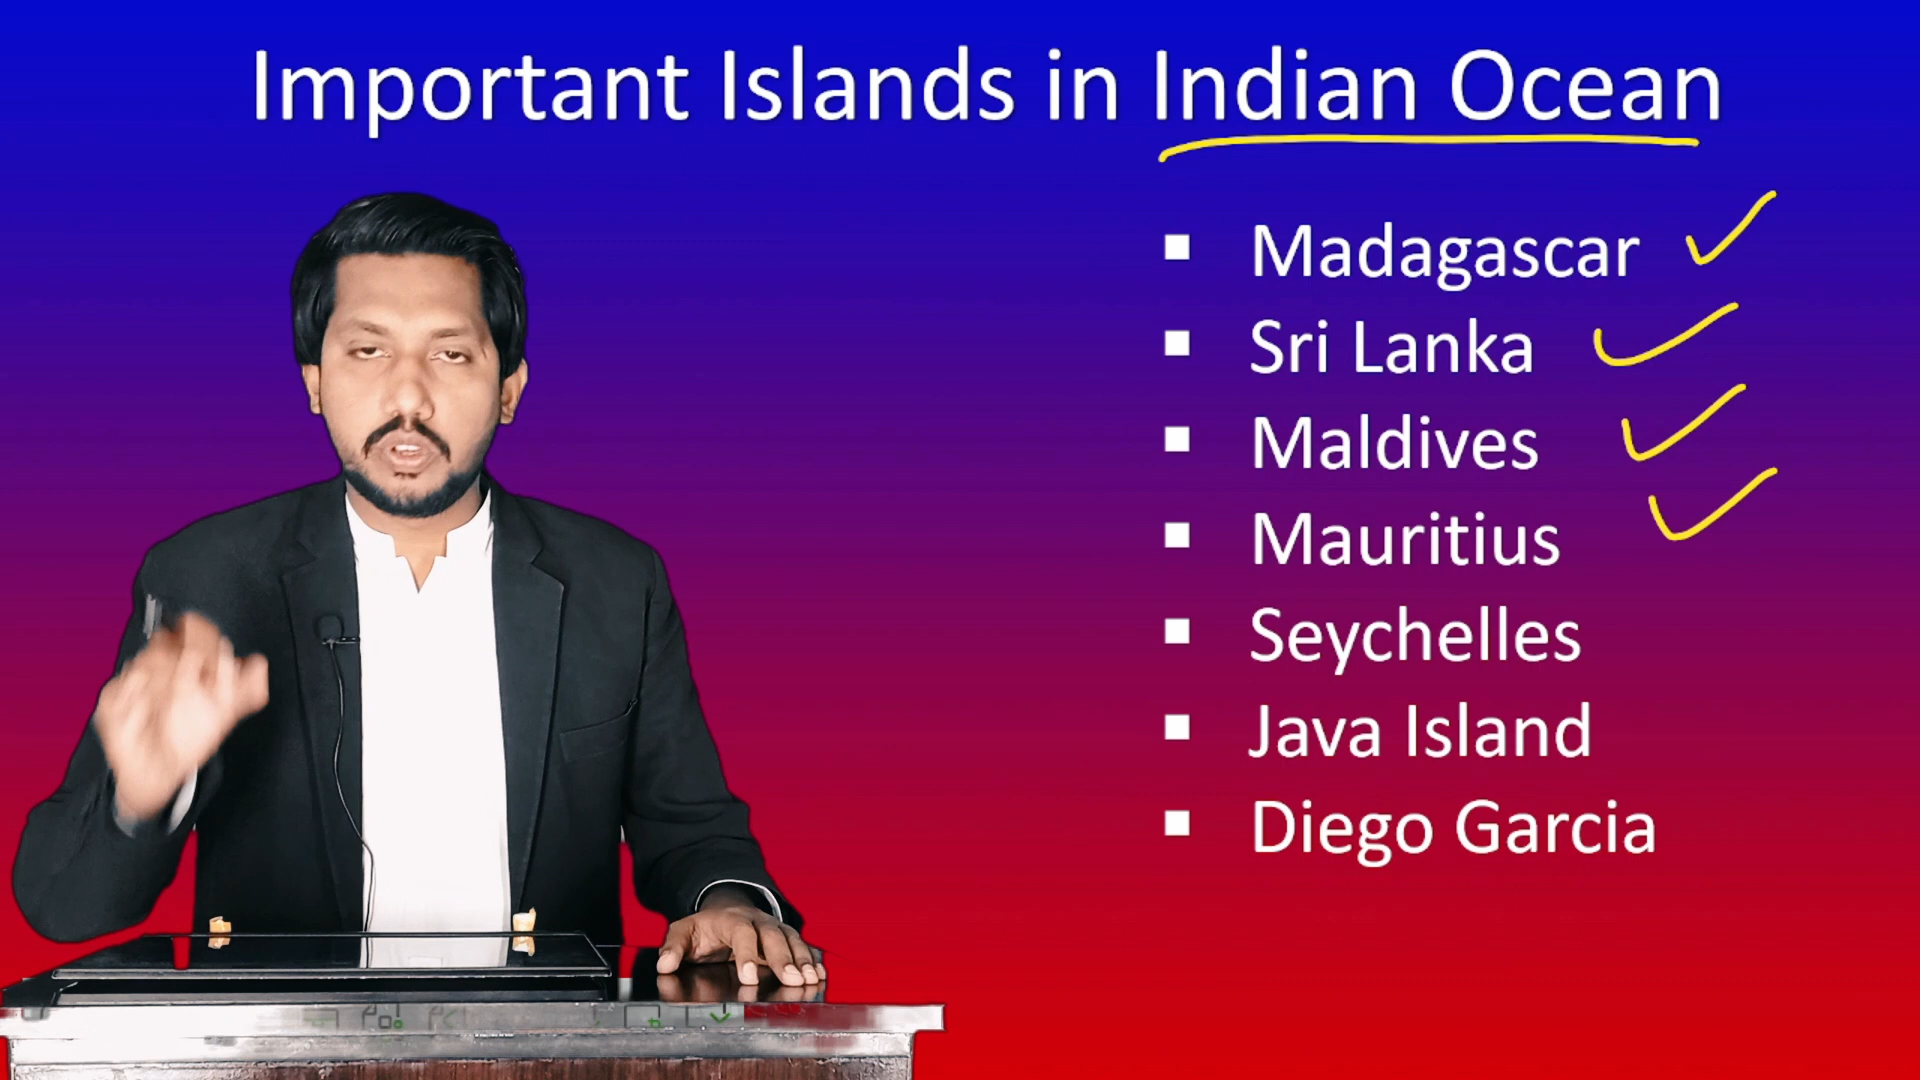 Important Islands in Indian Ocean
▪ Madagascar ✓
▪ Sri Lanka ✓
▪ Maldives ✓
▪ Mauritius ✓
▪ Seychelles
▪ Java Island
▪ Diego Garcia